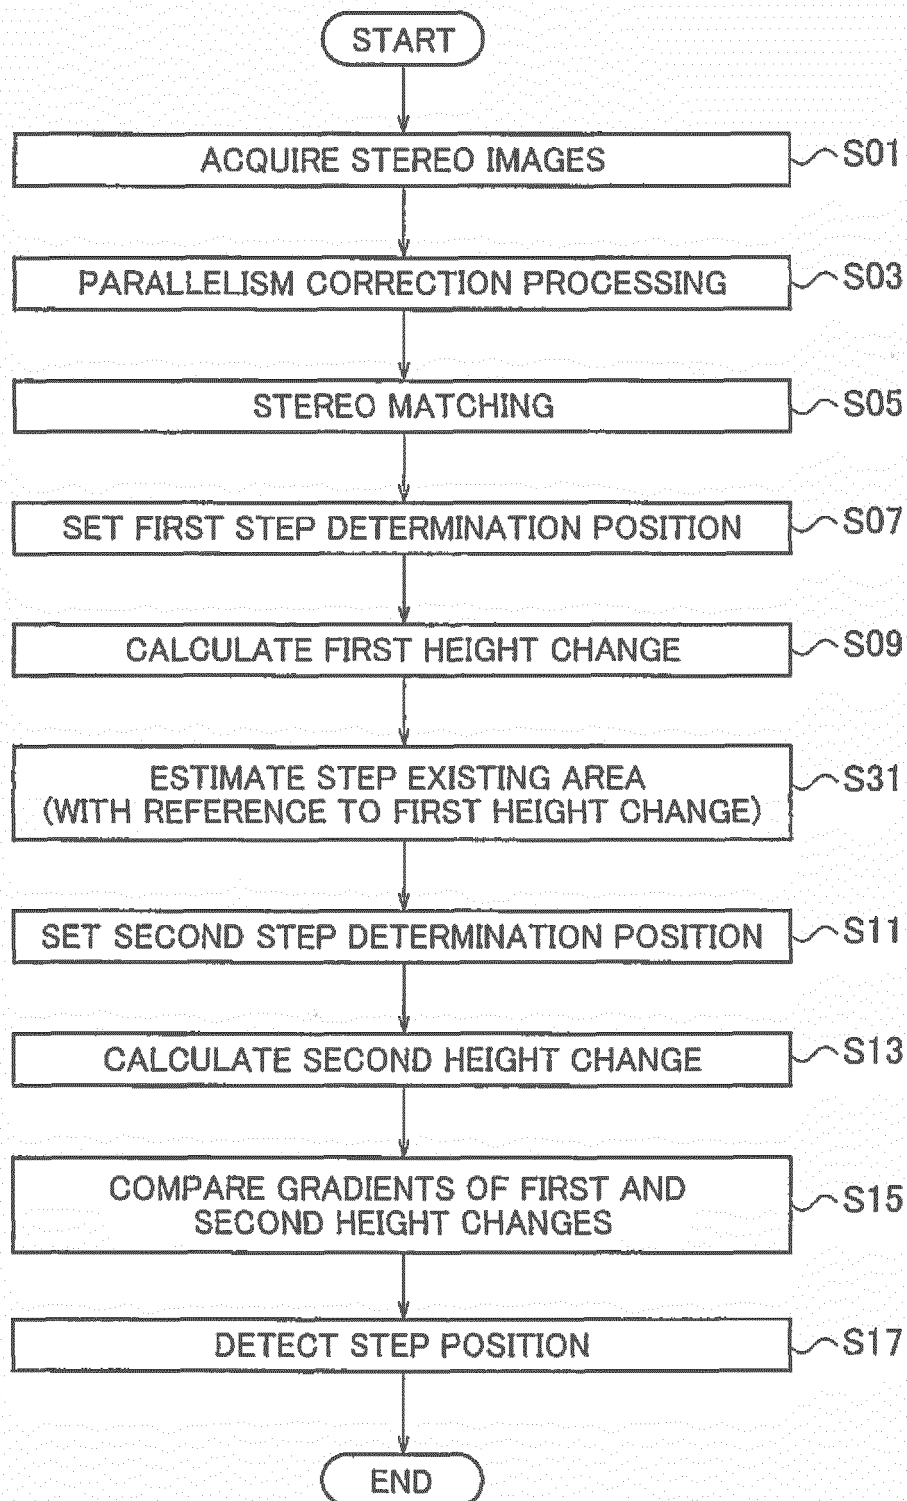 START
ACQUIRE STEREO IMAGES
S01
PARALLELISM CORRECTION PROCESSING
S03
STEREO MATCHING
S05
SET FIRST STEP DETERMINATION POSITION
S07
CALCULATE FIRST HEIGHT CHANGE
S09
ESTIMATE STEP EXISTING AREA
(WITH REFERENCE TO FIRST HEIGHT CHANGE)
S31
SET SECOND STEP DETERMINATION POSITION
S11
CALCULATE SECOND HEIGHT CHANGE
S13
COMPARE GRADIENTS OF FIRST AND
SECOND HEIGHT CHANGES
S15
DETECT STEP POSITION
S17
END